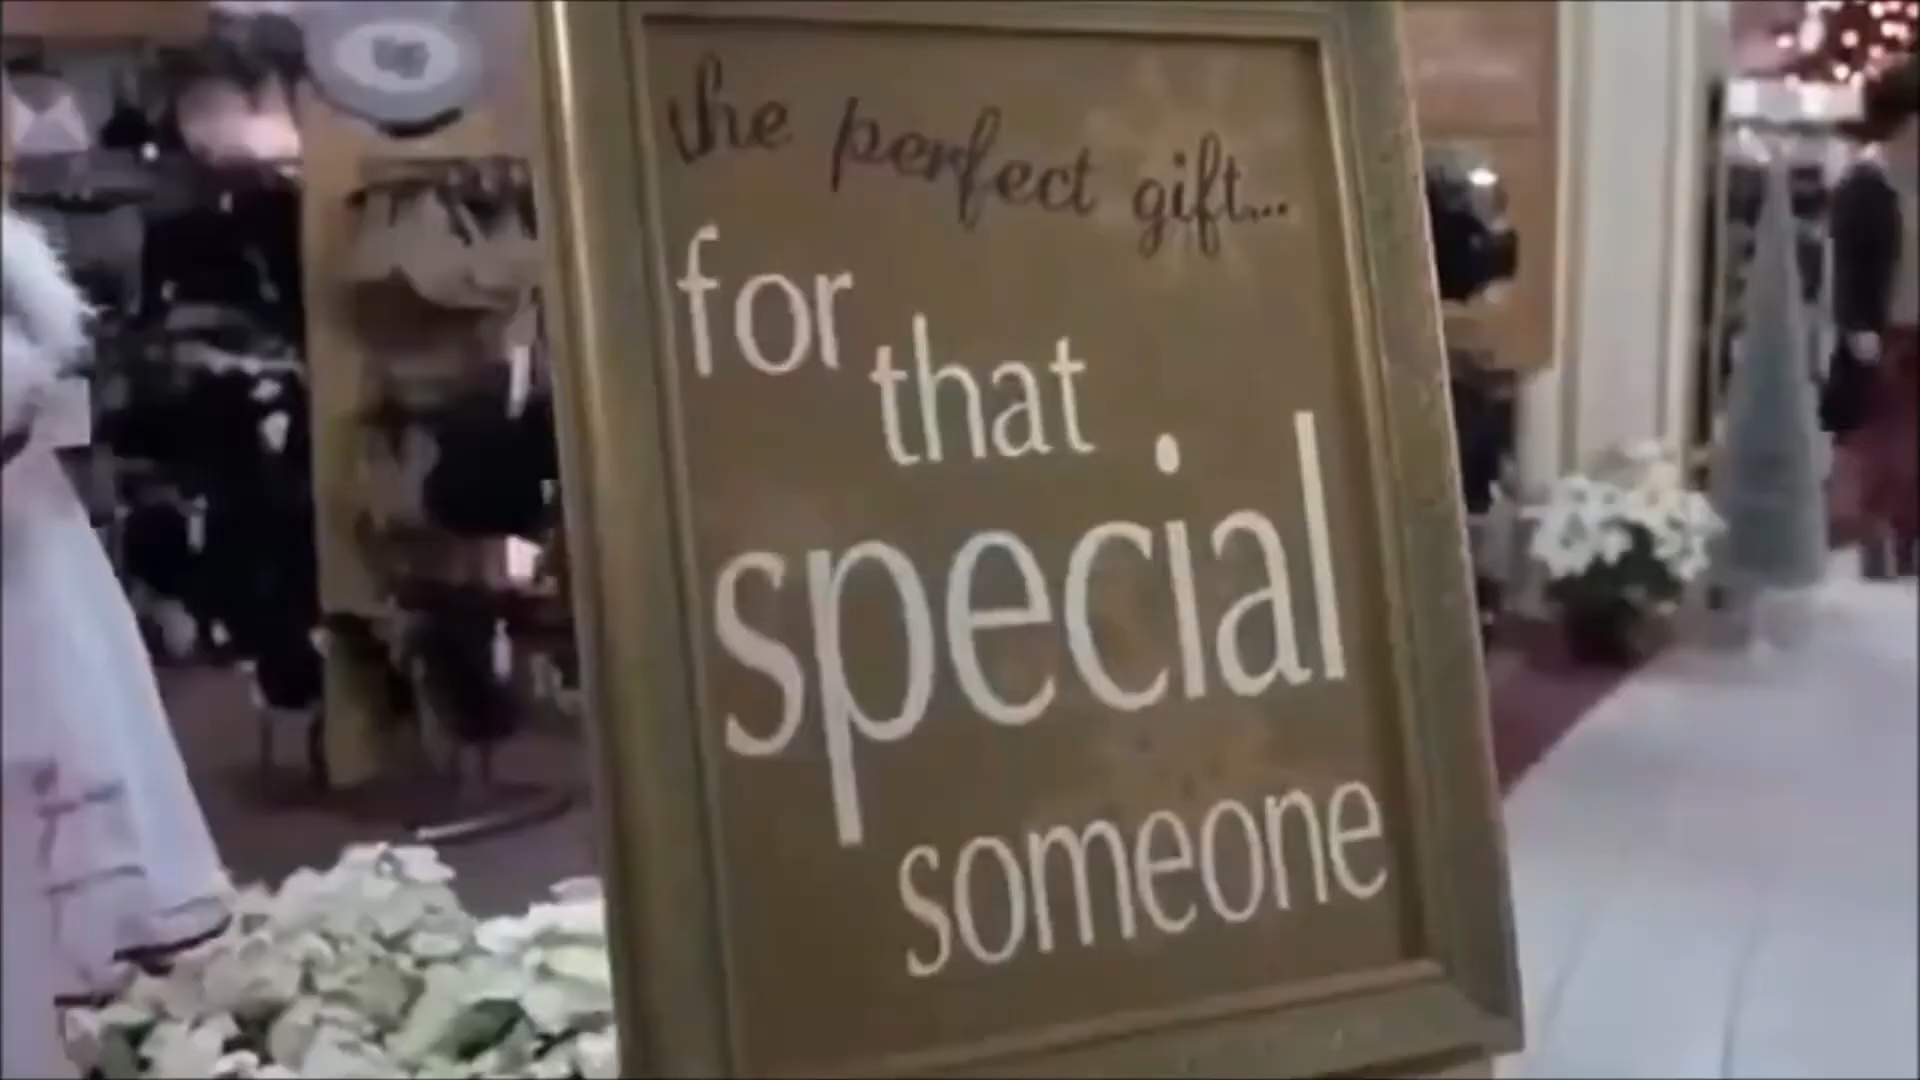 the perfect gift...
for
that
special
someone